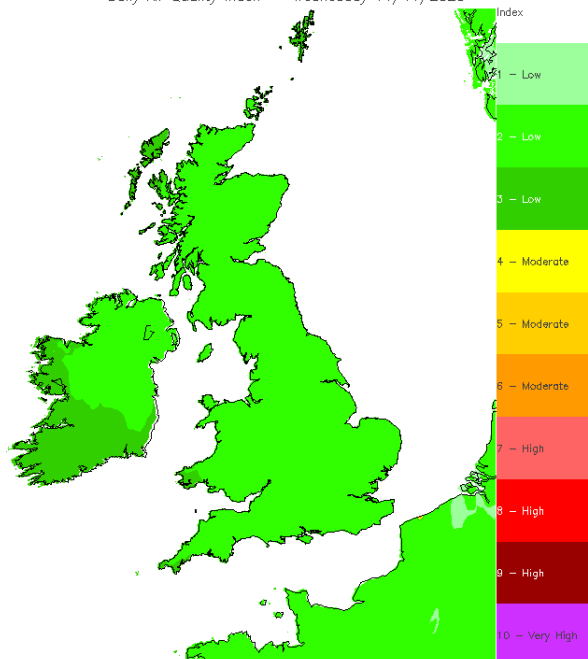 Index
1 - Low
2 - Low
3 - Low
4 - Moderate
5 - Moderate
6 - Moderate
7 - High
8 - High
9 - High
10 - Very High